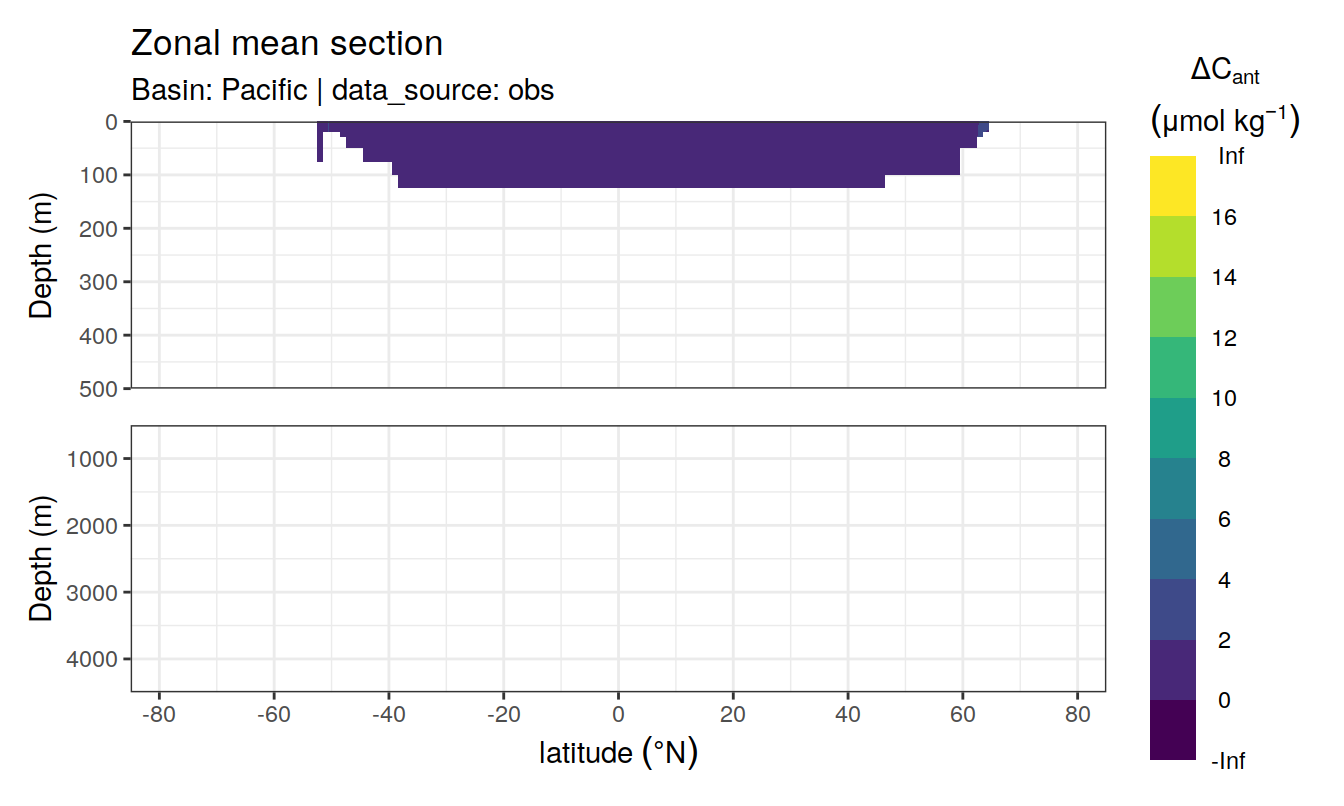 Zonal mean section
Basin: Pacific | data_source: obs
ΔCant
(μmol kg⁻¹)
Inf
16
14
12
10
8
6
4
2
0
-Inf
Depth (m)
0
100
200
300
400
500
Depth (m)
1000
2000
3000
4000
-80 -60 -40 -20 0 20 40 60 80
latitude (°N)